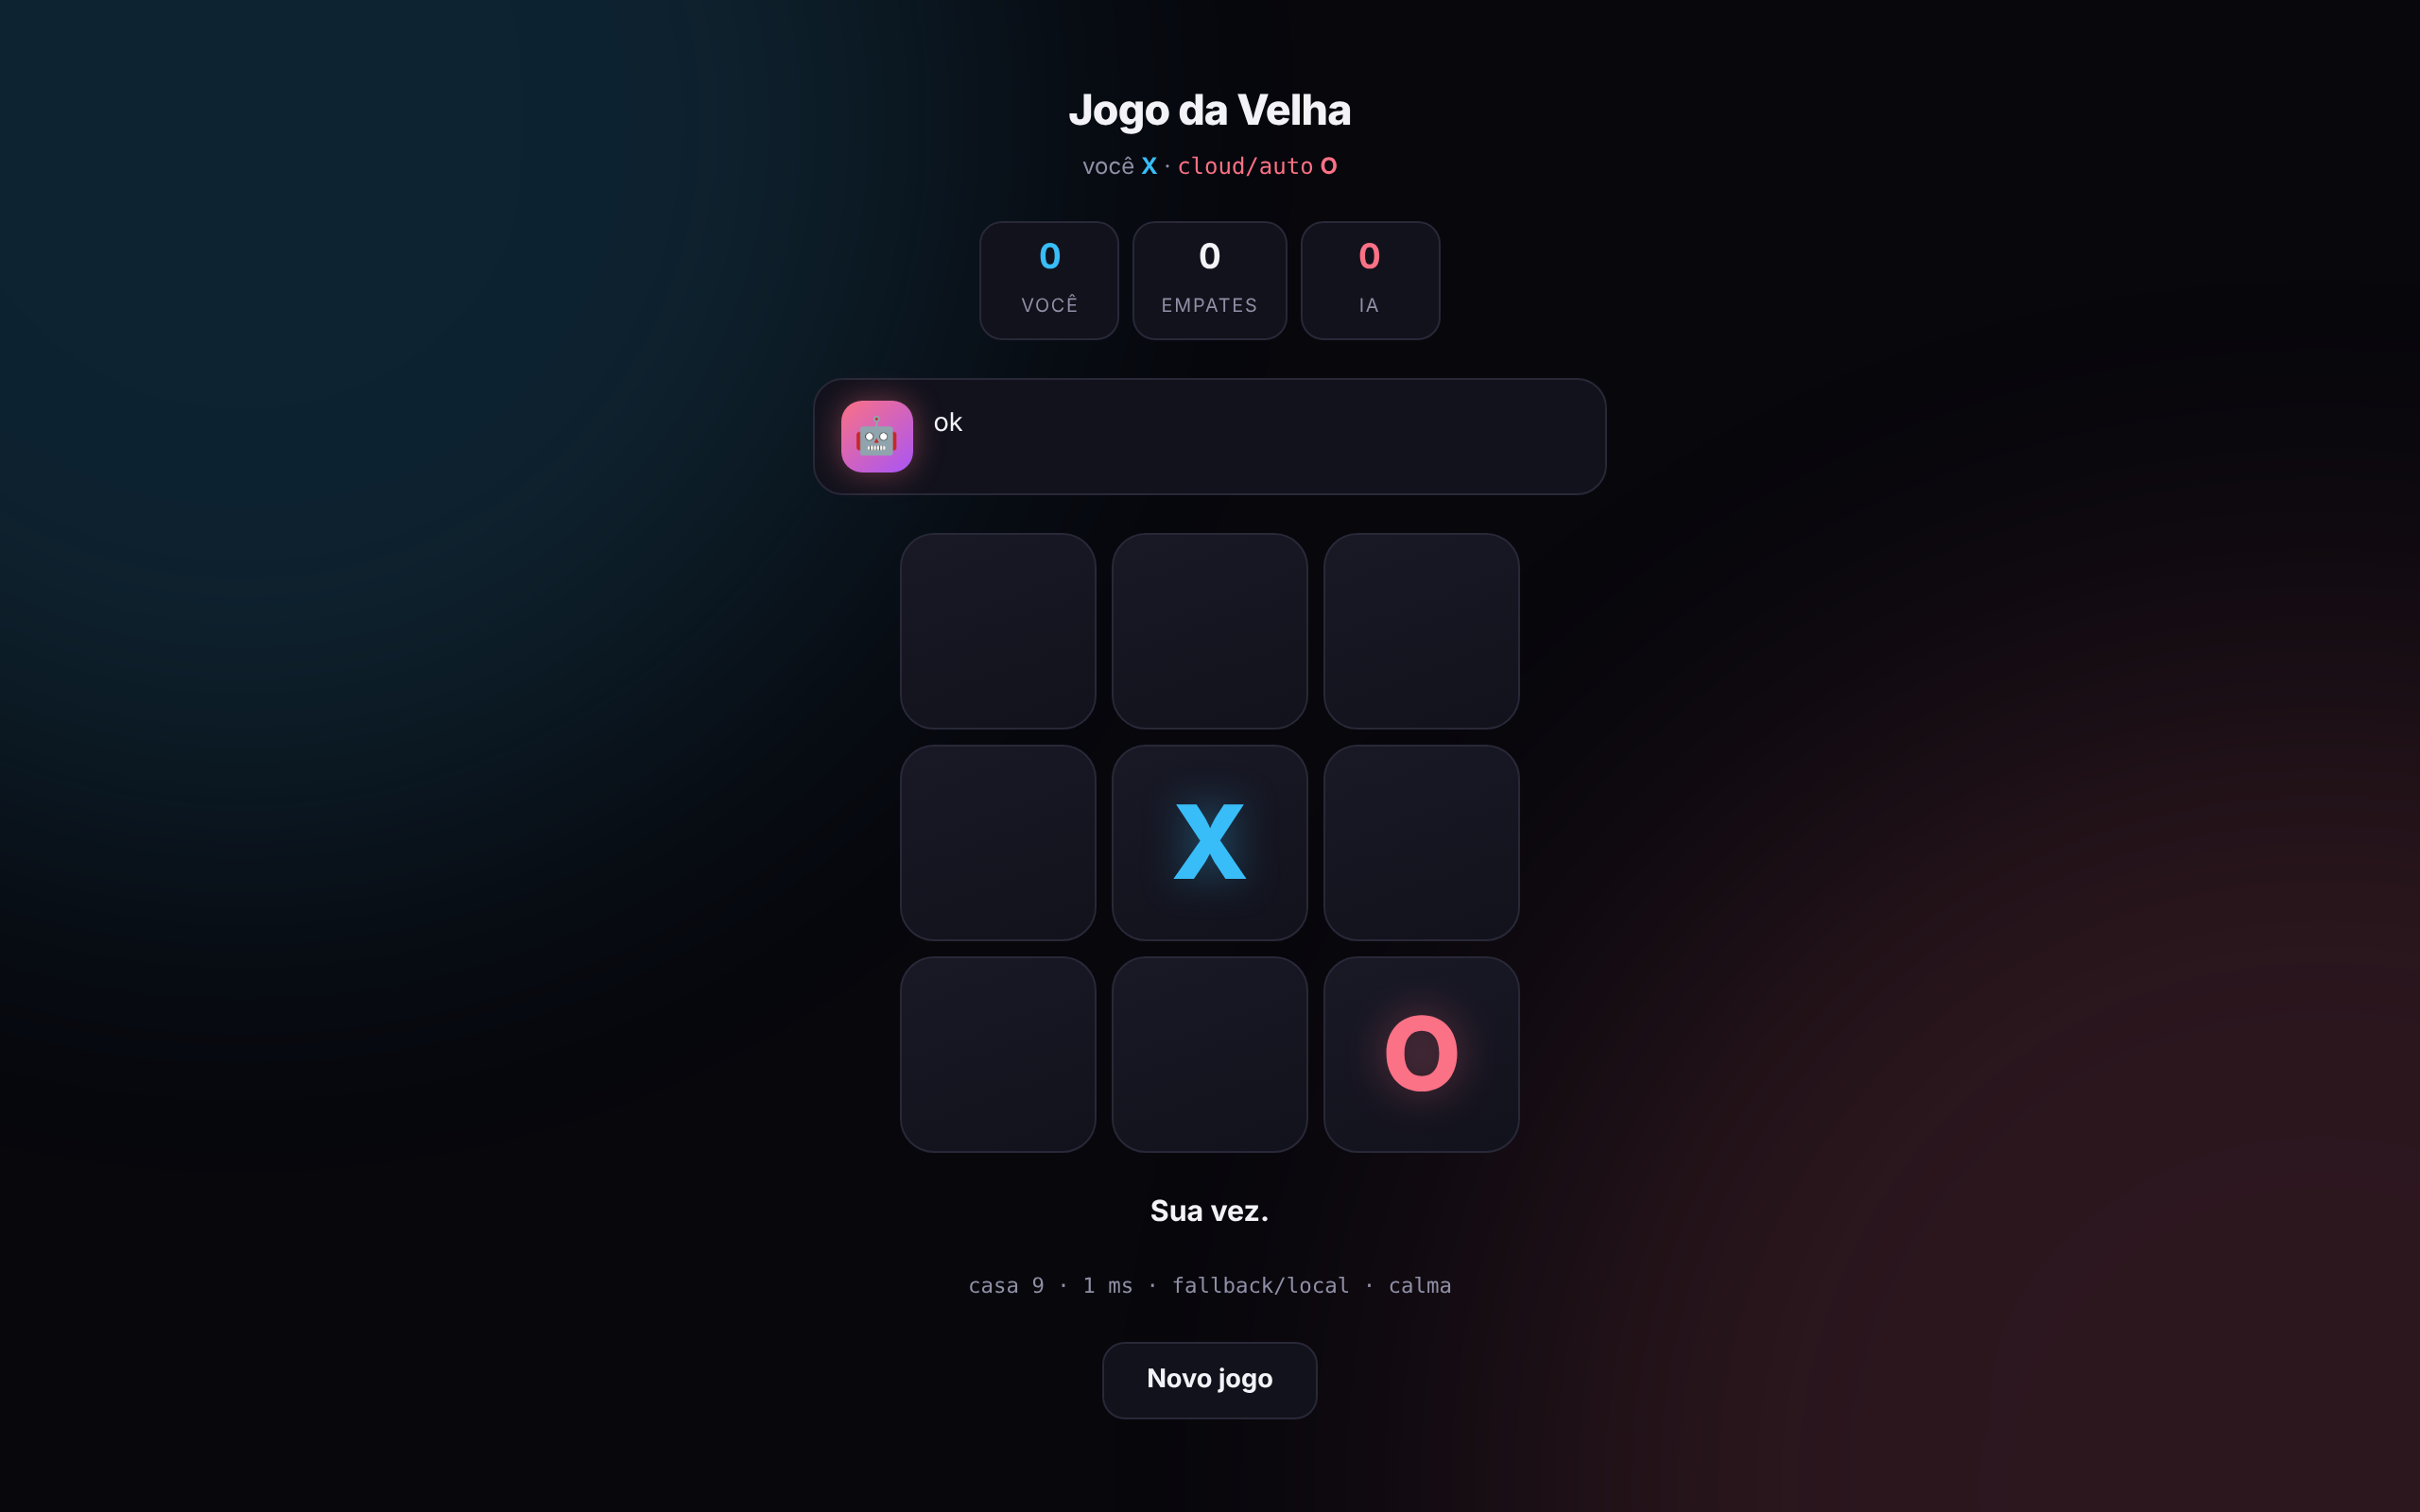 Jogo da Velha
você X · cloud/auto O
0 0 0
VOCÊ EMPATES IA
ok
X
O
Sua vez.
casa 9 · 1 ms · fallback/local · calma
Novo jogo